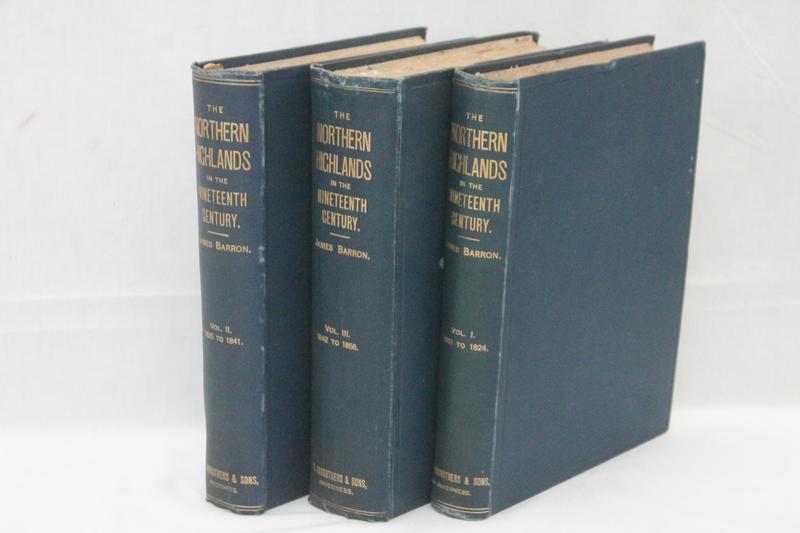 THE
NORTHERN
HIGHLANDS
IN THE
NINETEENTH
CENTURY.
JAMES BARRON.
VOL. II.
1825 TO 1841.
& SONS,
INVERNESS.
THE
NORTHERN
HIGHLANDS
IN THE
NINETEENTH
CENTURY.
JAMES BARRON.
VOL. III.
1842 TO 1856.
& SONS,
INVERNESS.
THE
NORTHERN
HIGHLANDS
IN THE
NINETEENTH
CENTURY.
JAMES BARRON.
VOL. I.
TO 1824.
& SONS,
INVERNESS.